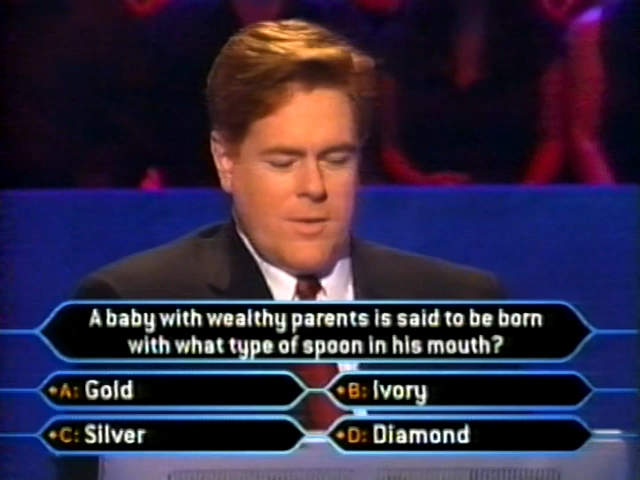 A baby with wealthy parents is said to be born
with what type of spoon in his mouth?
A: Gold
B: Ivory
C: Silver
D: Diamond